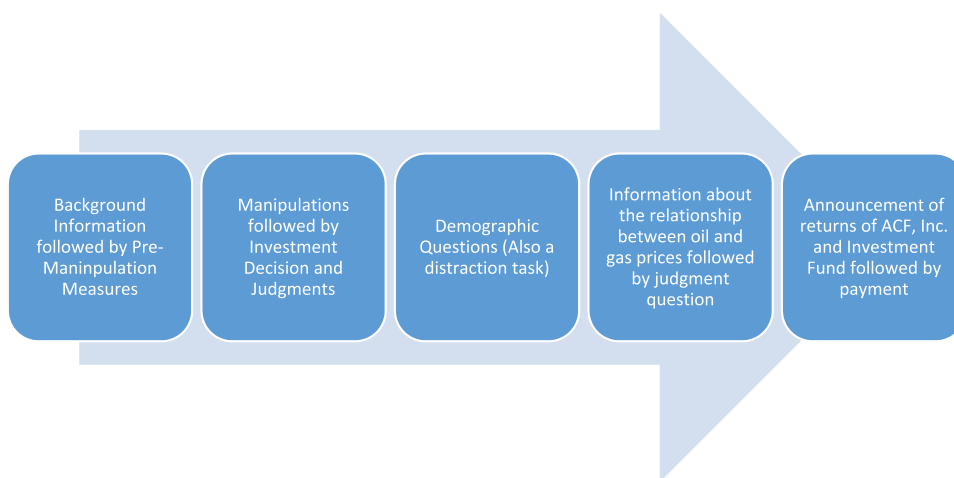 Background
Information
followed by Pre-
Maninpulation
Measures
Manipulations
followed by
Investment
Decision and
Judgments
Demographic
Questions (Also a
distraction task)
Information about
the relationship
between oil and
gas prices followed
by judgment
question
Announcement of
returns of ACF, Inc.
and Investment
Fund followed by
payment